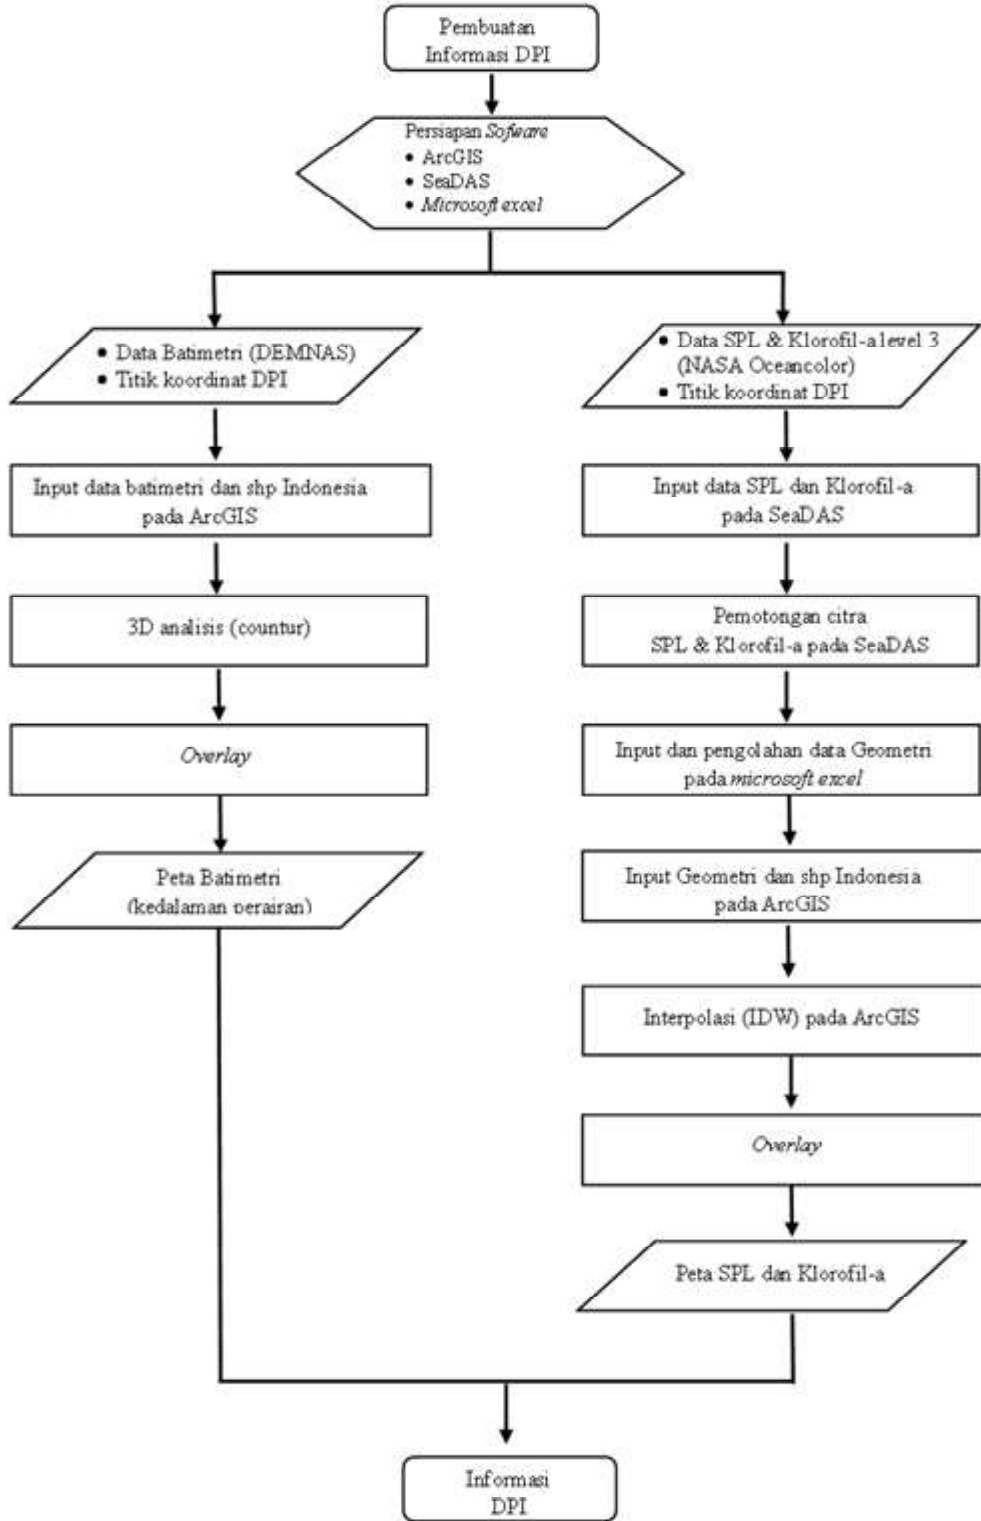 Pembuatan
Informasi DPI
Persiapan Sofware
• ArcGIS
• SeaDAS
• Microsoft excel
• Data Batimetri (DEMNAS)
• Titik koordinat DPI
Input data batimetri dan shp Indonesia
pada ArcGIS
3D analisis (countur)
Overlay
Peta Batimetri
(kedalaman perairan)
• Data SPL & Klorofil-a level 3
(NASA Oceancolor)
• Titik koordinat DPI
Input data SPL dan Klorofil-a
pada SeaDAS
Pemotongan citra
SPL & Klorofil-a pada SeaDAS
Input dan pengolahan data Geometri
pada microsoft excel
Input Geometri dan shp Indonesia
pada ArcGIS
Interpolasi (IDW) pada ArcGIS
Overlay
Peta SPL dan Klorofil-a
Informasi
DPI